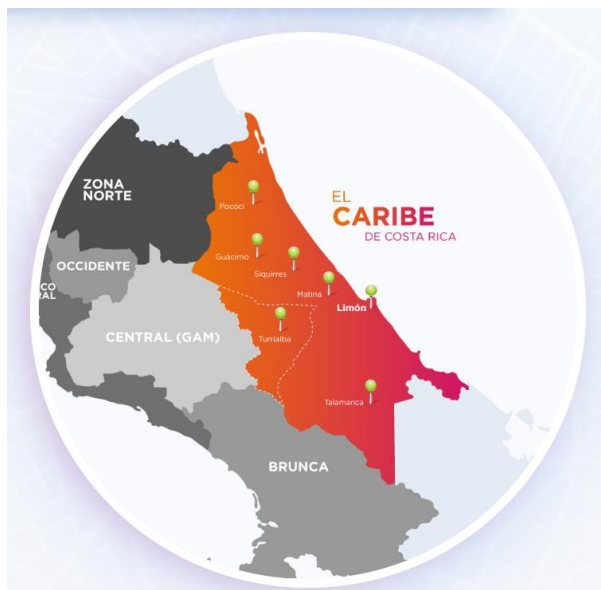 ZONA
NORTE
EL
CARIBE
DE COSTA RICA
Pococí
Guácimo
Siquirres
OCCIDENTE
Matina
Limón
CENTRAL (GAM)
Turrialba
Talamanca
BRUNCA